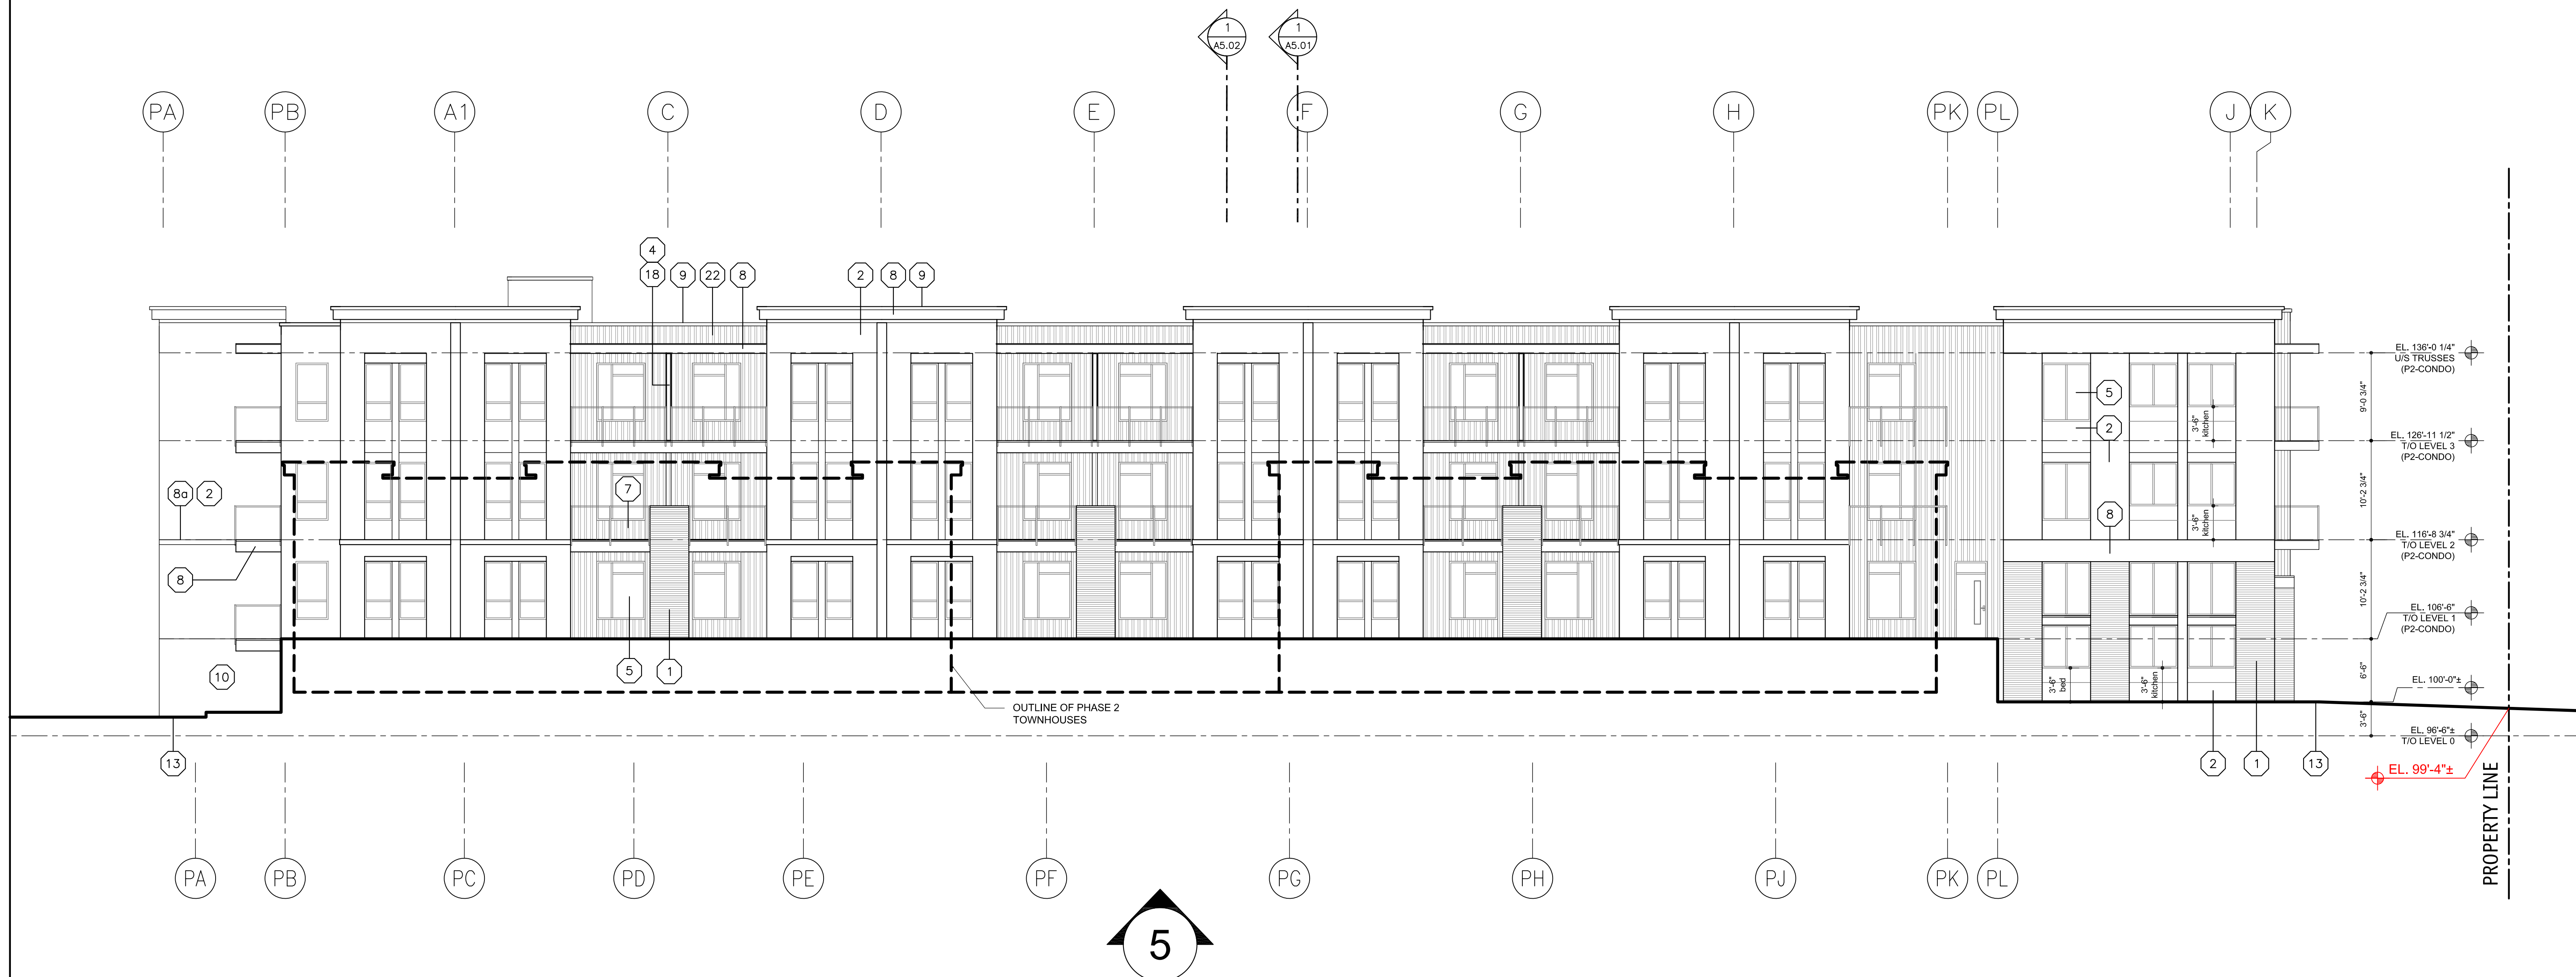 1
A5.02
1
A5.01
PA
PB
A1
C
D
E
F
G
H
PK
PL
J
K
4
18
9
22
8
2
8
9
EL. 136'-0 1/4"
U/S TRUSSES
(P2-CONDO)
9'-0 3/4"
5
2
3'-6"
kitchen
EL. 126'-11 1/2"
T/O LEVEL 3
(P2-CONDO)
8a
2
7
10'-2 3/4"
8
3'-6"
kitchen
EL. 116'-8 3/4"
T/O LEVEL 2
(P2-CONDO)
8
10'-2 3/4"
EL. 106'-6"
T/O LEVEL 1
(P2-CONDO)
10
5
1
3'-6"
bed
3'-6"
kitchen
6'-6"
EL. 100'-0"±
OUTLINE OF PHASE 2
TOWNHOUSES
3'-6"
EL. 96'-6"±
T/O LEVEL 0
13
2
1
13
EL. 99'-4"±
PROPERTY LINE
PA
PB
PC
PD
PE
PF
PG
PH
PJ
PK
PL
5